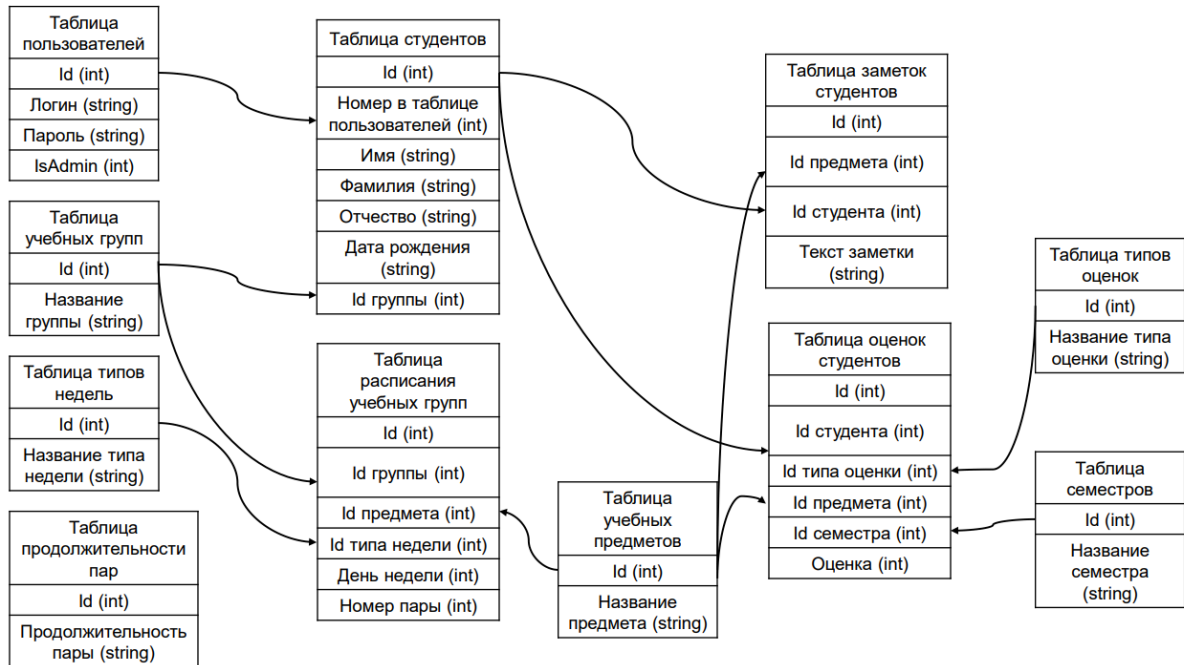 Таблица
пользователей
Id (int)
Логин (string)
Пароль (string)
IsAdmin (int)
Таблица
учебных групп
Id (int)
Название
группы (string)
Таблица типов
недель
Id (int)
Название типа
недели (string)
Таблица
продолжительности
пар
Id (int)
Продолжительность
пары (string)
Таблица студентов
Id (int)
Номер в таблице
пользователей (int)
Имя (string)
Фамилия (string)
Отчество (string)
Дата рождения
(string)
Id группы (int)
Таблица
расписания
учебных групп
Id (int)
Id группы (int)
Id предмета (int)
Id типа недели (int)
День недели (int)
Номер пары (int)
Таблица
учебных
предметов
Id (int)
Название
предмета (string)
Таблица заметок
студентов
Id (int)
Id предмета (int)
Id студента (int)
Текст заметки
(string)
Таблица оценок
студентов
Id (int)
Id студента (int)
Id типа оценки (int)
Id предмета (int)
Id семестра (int)
Оценка (int)
Таблица типов
оценок
Id (int)
Название типа
оценки (string)
Таблица
семестров
Id (int)
Название
семестра
(string)